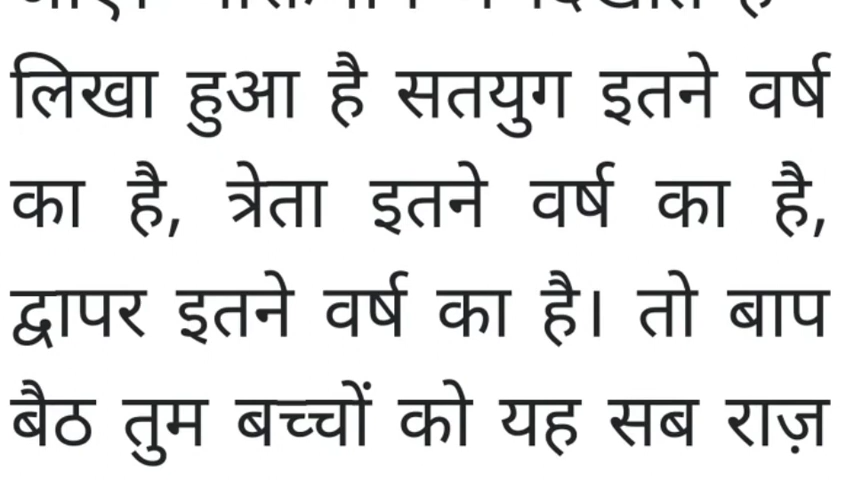 लिखा हुआ है सतयुग इतने वर्ष
का है, त्रेता इतने वर्ष का है,
द्वापर इतने वर्ष का है। तो बाप
बैठ तुम बच्चों को यह सब राज़